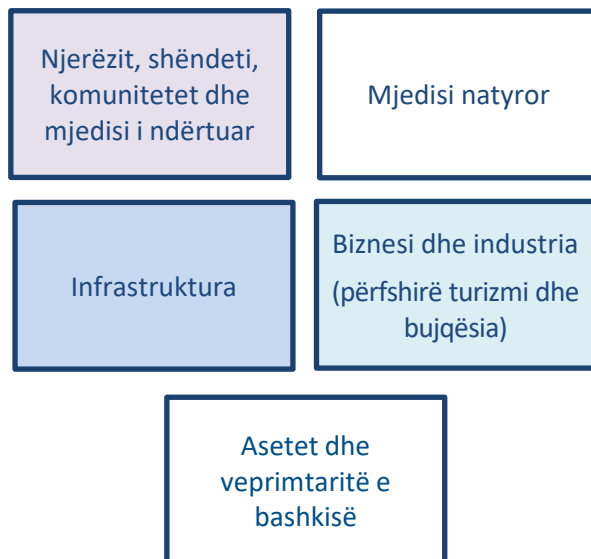 Njerëzit, shëndeti,
komunitetet dhe
mjedisi i ndërtuar
Mjedisi natyror
Infrastruktura
Biznesi dhe industria
(përfshirë turizmi dhe
bujqësia)
Asetet dhe
veprimtaritë e
bashkisë